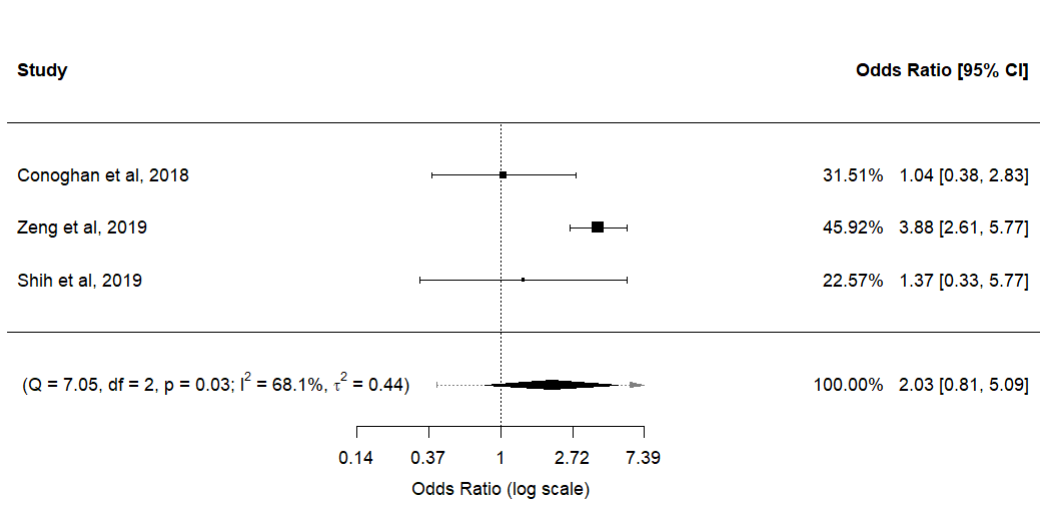 Study Odds Ratio [95% CI]
Conoghan et al, 2018 31.51% 1.04 [0.38, 2.83]
Zeng et al, 2019 45.92% 3.88 [2.61, 5.77]
Shih et al, 2019 22.57% 1.37 [0.33, 5.77]
(Q = 7.05, df = 2, p = 0.03; I² = 68.1%, τ² = 0.44) 100.00% 2.03 [0.81, 5.09]
0.14 0.37 1 2.72 7.39
Odds Ratio (log scale)